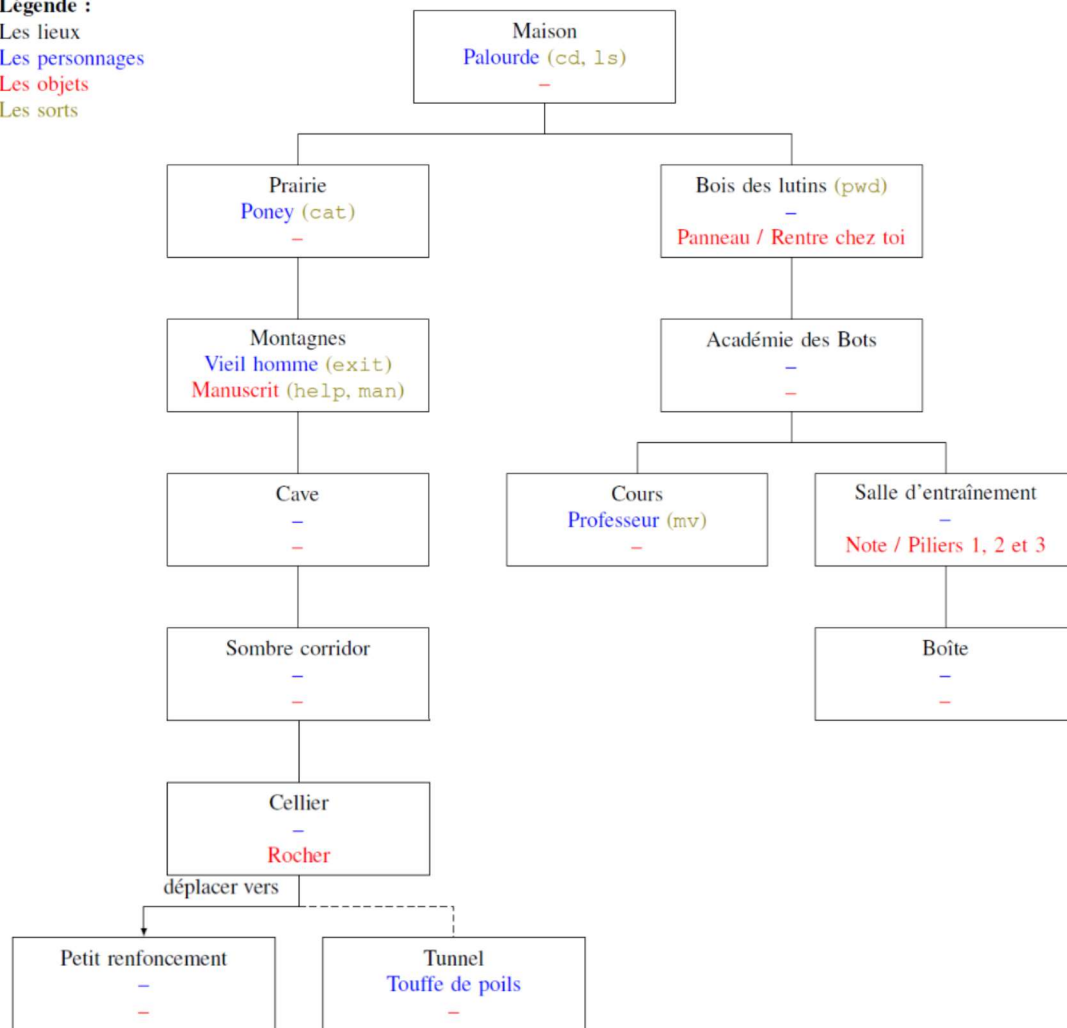 Légende :
Les lieux
Les personnages
Les objets
Les sorts
Maison
Palourde (cd, ls)
–
Prairie
Poney (cat)
–
Bois des lutins (pwd)
–
Panneau / Rentre chez toi
Montagnes
Vieil homme (exit)
Manuscrit (help, man)
Académie des Bots
–
–
Cave
–
–
Cours
Professeur (mv)
–
Salle d'entraînement
–
Note / Piliers 1, 2 et 3
Sombre corridor
–
–
Boîte
–
–
Cellier
–
Rocher
déplacer vers
Petit renfoncement
–
–
Tunnel
Touffe de poils
–